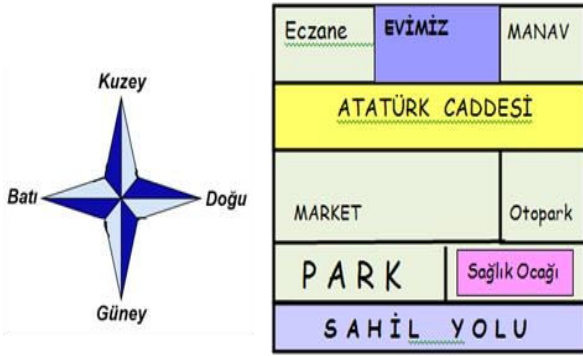 Kuzey
Batı
Doğu
Güney
Eczane
EVİMİZ
MANAV
ATATÜRK CADDESİ
MARKET
Otopark
PARK
Sağlık Ocağı
SAHİL YOLU